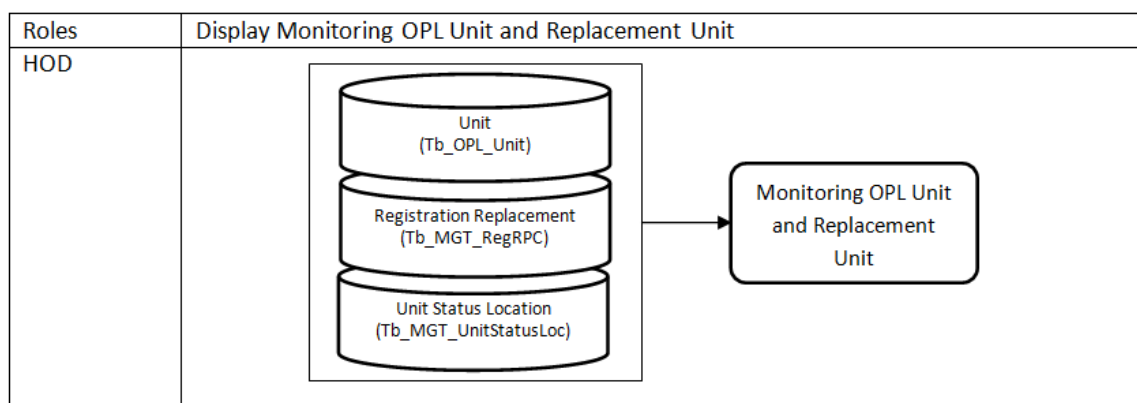 Roles
Display Monitoring OPL Unit and Replacement Unit
HOD
Unit
(Tb_OPL_Unit)
Registration Replacement
(Tb_MGT_RegRPC)
Unit Status Location
(Tb_MGT_UnitStatusLoc)
Monitoring OPL Unit
and Replacement
Unit